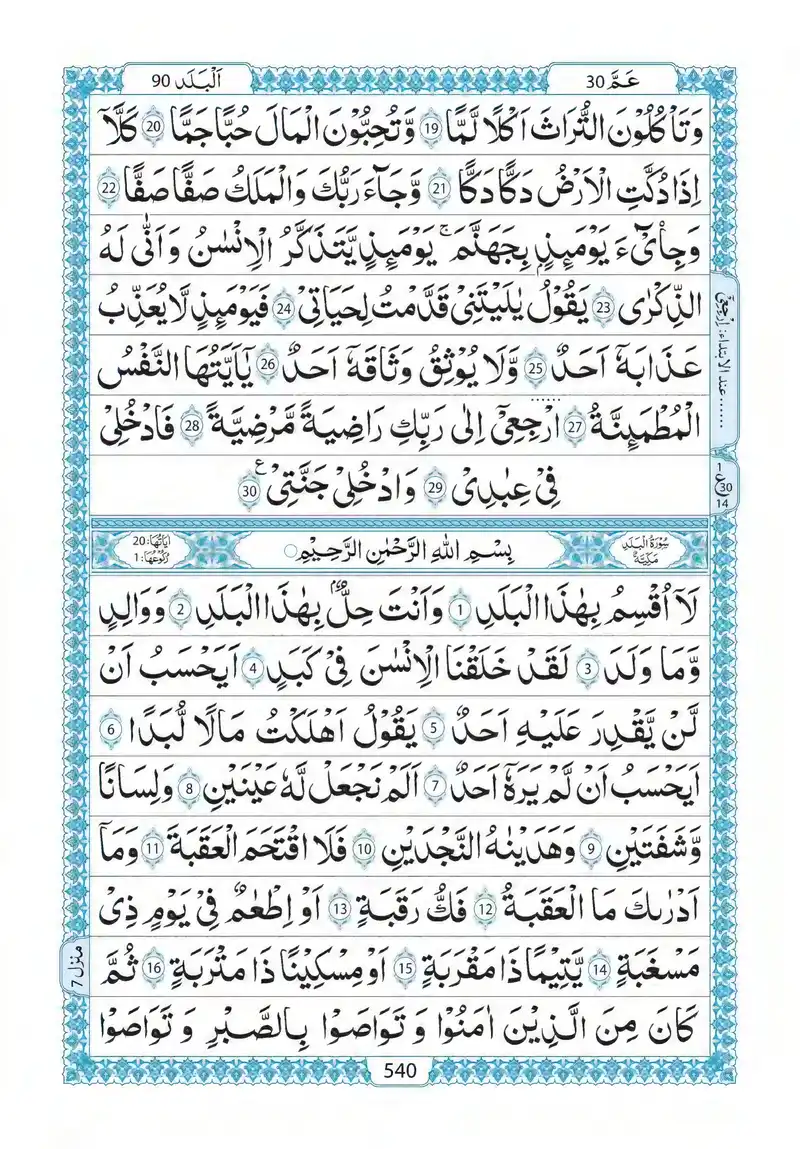 عَمَّ 30
اَلْبَلَد 90
وَتَاْكُلُوْنَ التُّرَاثَ اَكْلًا لَّمًّا 19 وَّتُحِبُّوْنَ الْمَالَ حُبًّا جَمًّا 20 كَلَّاۤ
اِذَا دُكَّتِ الْاَرْضُ دَكًّا دَكًّا 21 وَّجَآءَ رَبُّكَ وَالْمَلَكُ صَفًّا صَفًّا 22
وَجِايْٓءَ يَوْمَئِذٍۭ بِجَهَنَّمَ ۚ يَوْمَئِذٍ يَّتَذَكَّرُ الْاِنْسٰنُ وَاَنّٰى لَهُ
الذِّكْرٰى 23 يَقُوْلُ يٰلَيْتَنِيْ قَدَّمْتُ لِحَيَاتِيْ 24 فَيَوْمَئِذٍ لَّا يُعَذِّبُ
عَذَابَهٗٓ اَحَدٌ 25 وَّلَا يُوْثِقُ وَثَاقَهٗٓ اَحَدٌ 26 يٰۤاَيَّتُهَا النَّفْسُ
الْمُطْمَىِٕنَّةُ 27 ارْجِعِيْۤ اِلٰى رَبِّكِ رَاضِيَةً مَّرْضِيَّةً 28 فَادْخُلِيْ
فِيْ عِبٰدِيْ 29 وَادْخُلِيْ جَنَّتِيْ ع 30
...... عند الابتداء: اِرْجِعِيْ
1
ع 30
14
سُوْرَةُ الْبَلَدِ
مَكِّيَّةٌ
بِسْمِ اللّٰهِ الرَّحْمٰنِ الرَّحِيْمِ
اٰيَاتُهَا: 20
رُكُوْعُهَا: 1
لَاۤ اُقْسِمُ بِهٰذَا الْبَلَدِ 1 وَاَنْتَ حِلٌّۢ بِهٰذَا الْبَلَدِ 2 وَوَالِدٍ
وَّمَا وَلَدَ 3 لَقَدْ خَلَقْنَا الْاِنْسٰنَ فِيْ كَبَدٍ 4 اَيَحْسَبُ اَنْ
لَّنْ يَّقْدِرَ عَلَيْهِ اَحَدٌ 5 يَقُوْلُ اَهْلَكْتُ مَالًا لُّبَدًا 6
اَيَحْسَبُ اَنْ لَّمْ يَرَهٗٓ اَحَدٌ 7 اَلَمْ نَجْعَلْ لَّهٗ عَيْنَيْنِ 8 وَلِسَانًا
وَّشَفَتَيْنِ 9 وَهَدَيْنٰهُ النَّجْدَيْنِ 10 فَلَا اقْتَحَمَ الْعَقَبَةَ 11 وَمَاۤ
اَدْرٰىكَ مَا الْعَقَبَةُ 12 فَكُّ رَقَبَةٍ 13 اَوْ اِطْعٰمٌ فِيْ يَوْمٍ ذِيْ
مَسْغَبَةٍ 14 يَّتِيْمًا ذَا مَقْرَبَةٍ 15 اَوْ مِسْكِيْنًا ذَا مَتْرَبَةٍ 16 ثُمَّ
كَانَ مِنَ الَّذِيْنَ اٰمَنُوْا وَتَوَاصَوْا بِالصَّبْرِ وَتَوَاصَوْا
منزل 7
540